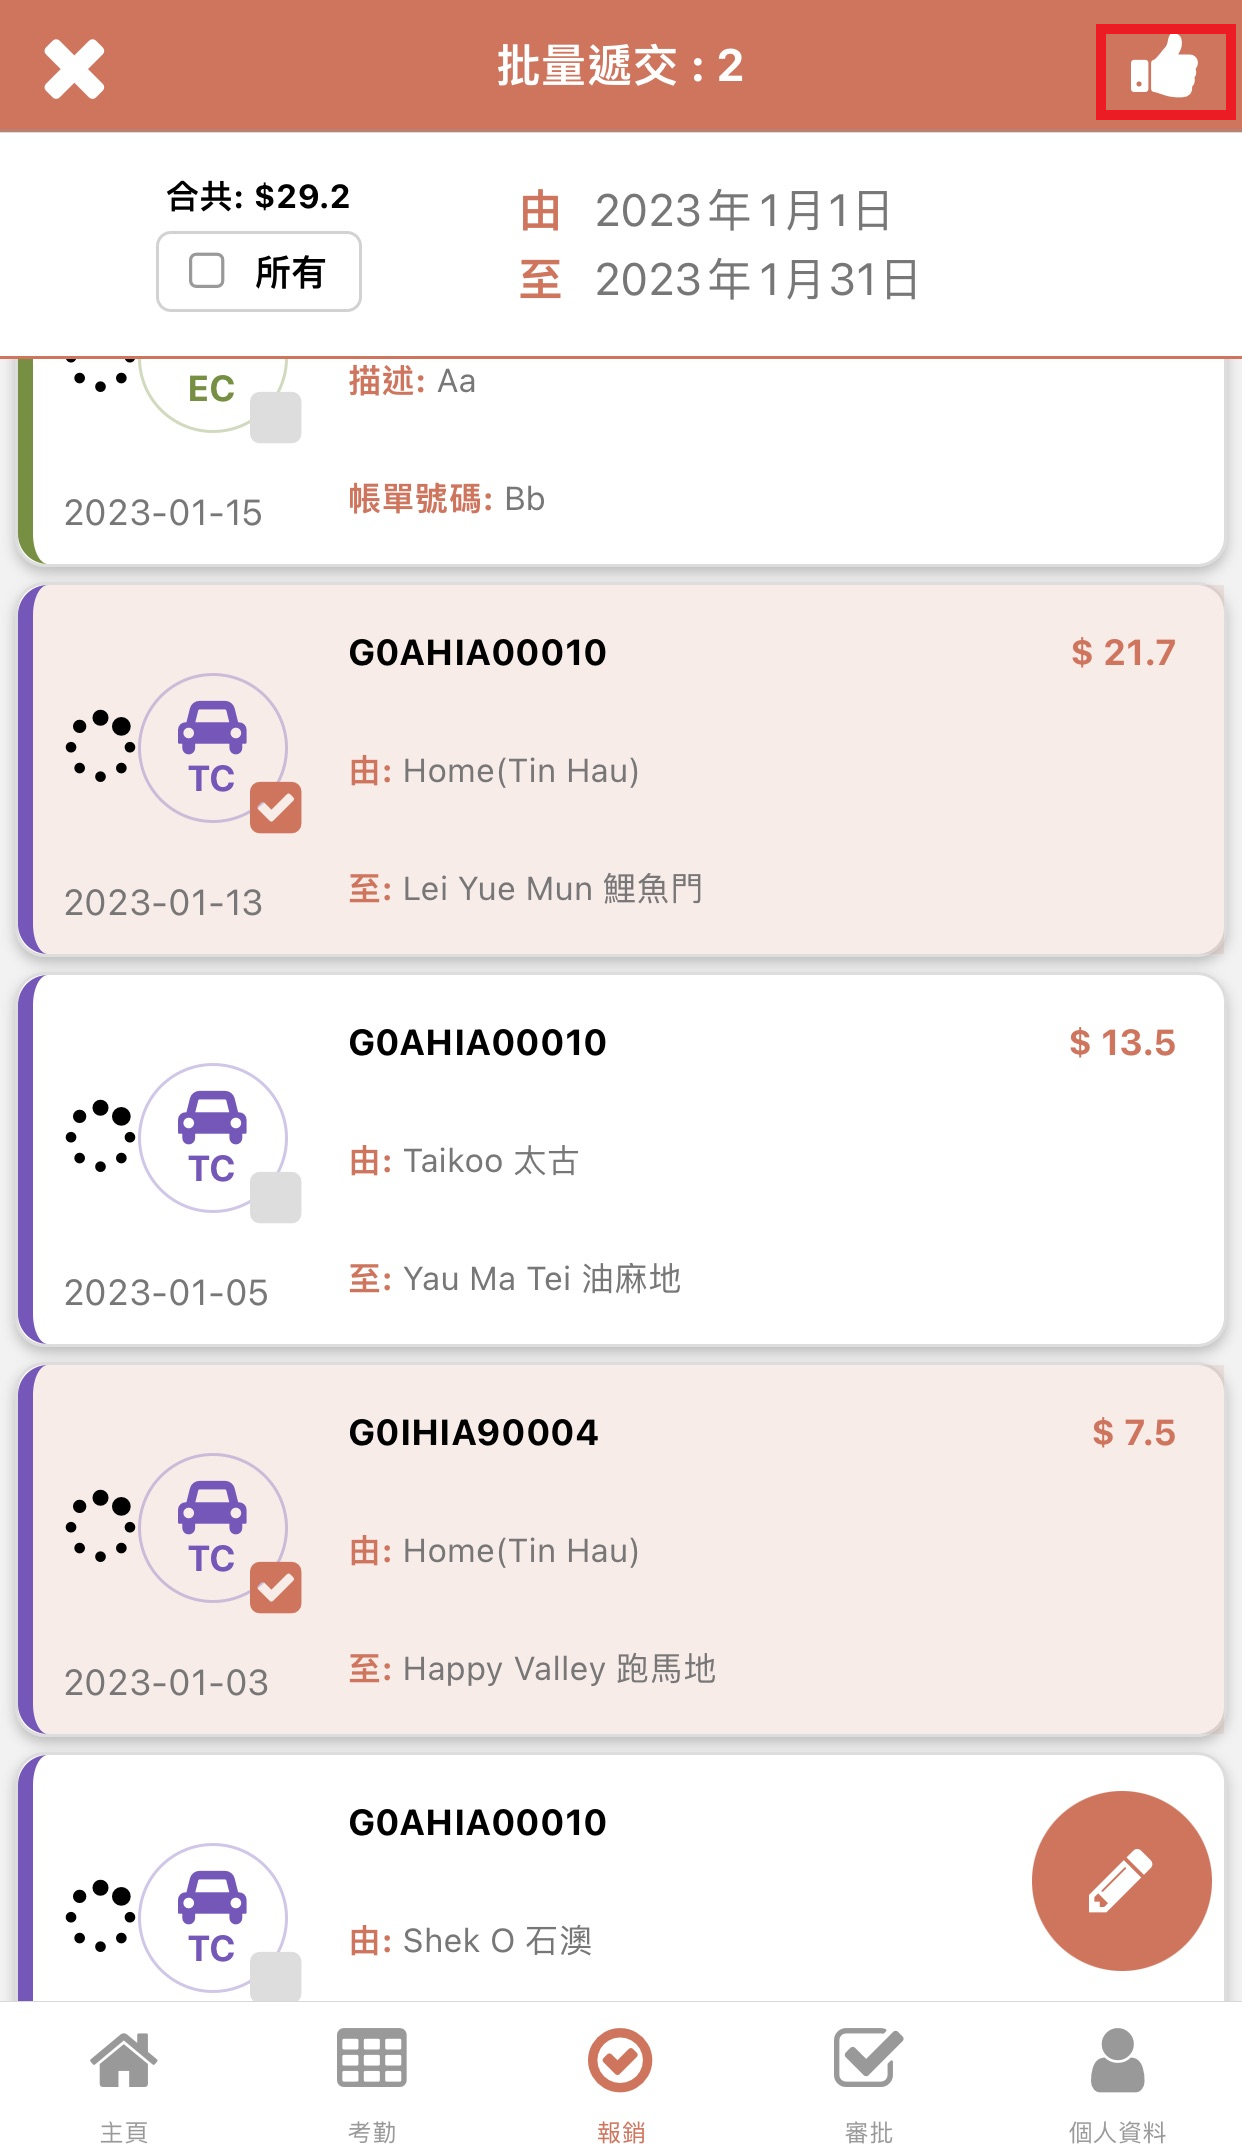 批量遞交 : 2
合共: $29.2
所有
由 2023年1月1日
至 2023年1月31日
EC
描述: Aa
2023-01-15
帳單號碼: Bb
G0AHIA00010
$ 21.7
TC
由: Home(Tin Hau)
2023-01-13
至: Lei Yue Mun 鯉魚門
G0AHIA00010
$ 13.5
TC
由: Taikoo 太古
2023-01-05
至: Yau Ma Tei 油麻地
G0IHIA90004
$ 7.5
TC
由: Home(Tin Hau)
2023-01-03
至: Happy Valley 跑馬地
G0AHIA00010
TC
由: Shek O 石澳
主頁
考勤
報銷
審批
個人資料